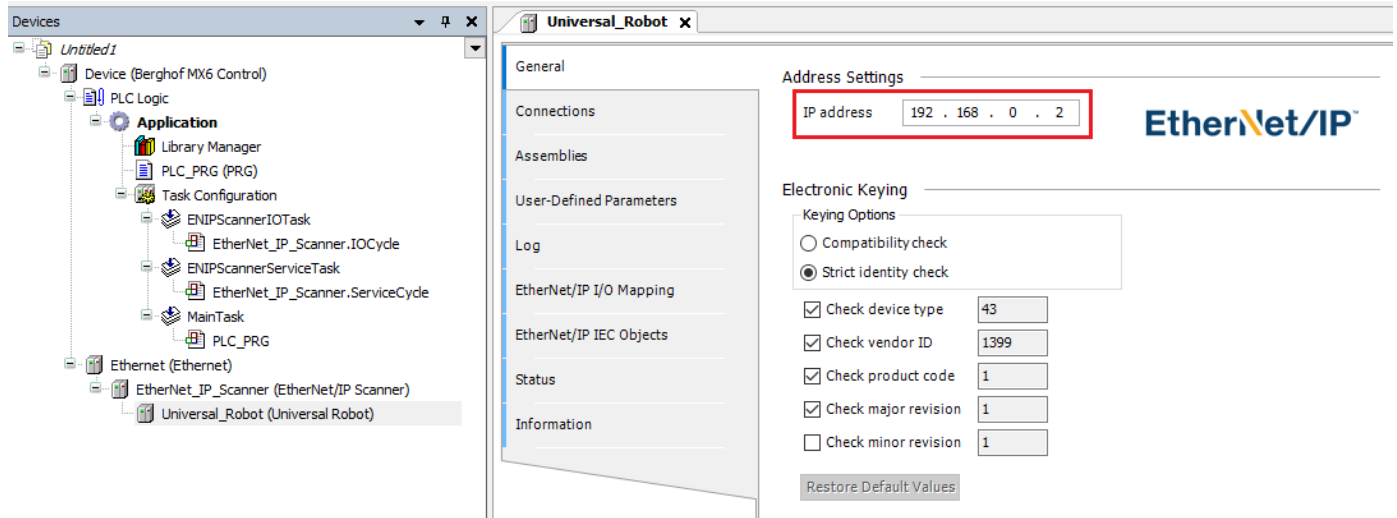 Devices
Untitled1
Device (Berghof MX6 Control)
PLC Logic
Application
Library Manager
PLC_PRG (PRG)
Task Configuration
ENIPScannerIOTask
EtherNet_IP_Scanner.IOCycle
ENIPScannerServiceTask
EtherNet_IP_Scanner.ServiceCycle
MainTask
PLC_PRG
Ethernet (Ethernet)
EtherNet_IP_Scanner (EtherNet/IP Scanner)
Universal_Robot (Universal Robot)
Universal_Robot
General
Connections
Assemblies
User-Defined Parameters
Log
EtherNet/IP I/O Mapping
EtherNet/IP IEC Objects
Status
Information
Address Settings
IP address 192 . 168 . 0 . 2
EtherNet/IP™
Electronic Keying
Keying Options
Compatibility check
Strict identity check
Check device type 43
Check vendor ID 1399
Check product code 1
Check major revision 1
Check minor revision 1
Restore Default Values